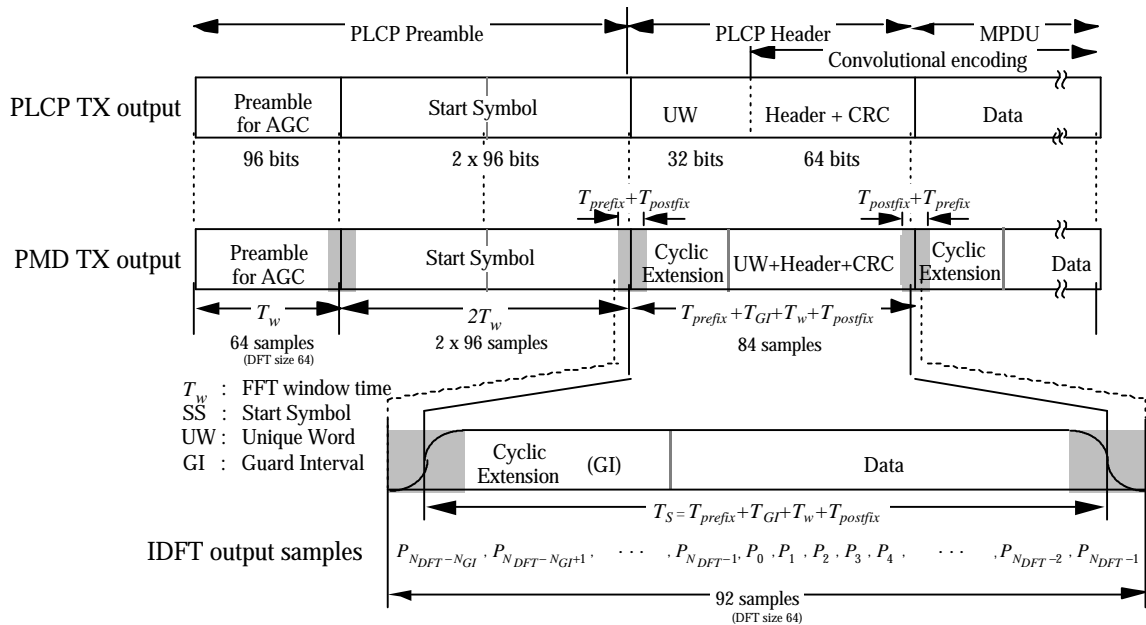 PLCP Preamble PLCP Header MPDU
Convolutional encoding
PLCP TX output
Preamble for AGC
Start Symbol
UW
Header + CRC
Data
96 bits
2 x 96 bits
32 bits
64 bits
T_prefix+T_postfix
T_postfix+T_prefix
PMD TX output
Preamble for AGC
Start Symbol
Cyclic Extension
UW+Header+CRC
Cyclic Extension
Data
T_w
2T_w
T_prefix+T_GI+T_w+T_postfix
64 samples
(DFT size 64)
2 x 96 samples
84 samples
T_w : FFT window time
SS : Start Symbol
UW : Unique Word
GI : Guard Interval
Cyclic Extension (GI)
Data
T_S = T_prefix+T_GI+T_w+T_postfix
IDFT output samples
P_{N_DFT-N_GI} , P_{N_DFT-N_GI+1} , · · · , P_{N_DFT-1} , P_0 , P_1 , P_2 , P_3 , P_4 , · · · , P_{N_DFT-2} , P_{N_DFT-1}
92 samples
(DFT size 64)